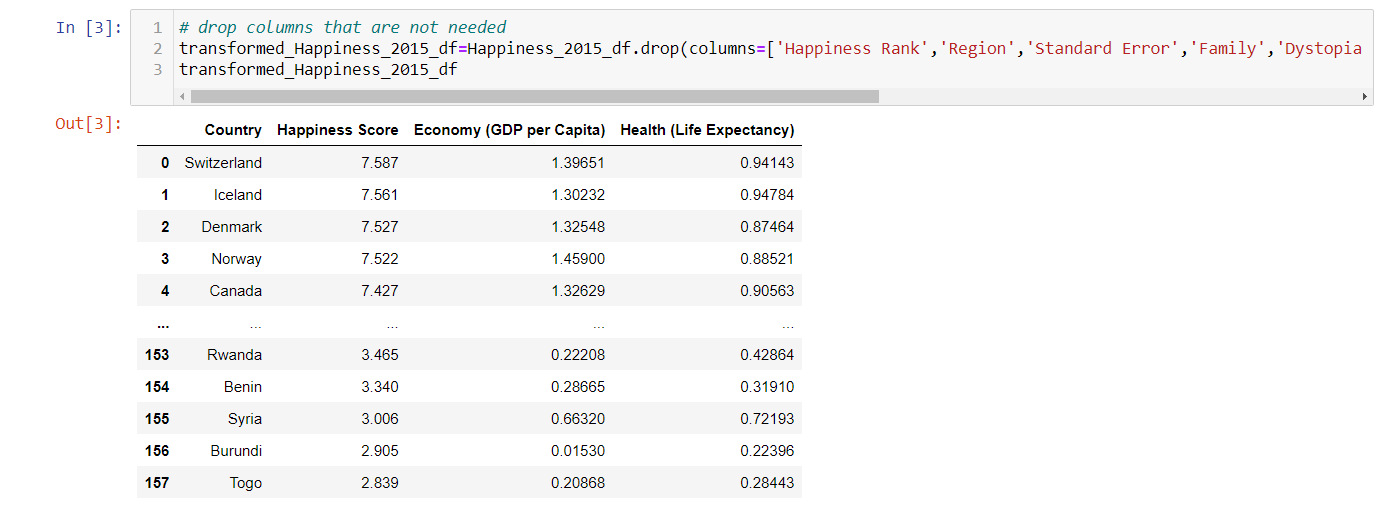 In [3]:
1 # drop columns that are not needed
2 transformed_Happiness_2015_df=Happiness_2015_df.drop(columns=['Happiness Rank','Region','Standard Error','Family','Dystopia
3 transformed_Happiness_2015_df
Out[3]:
Country Happiness Score Economy (GDP per Capita) Health (Life Expectancy)
0 Switzerland 7.587 1.39651 0.94143
1 Iceland 7.561 1.30232 0.94784
2 Denmark 7.527 1.32548 0.87464
3 Norway 7.522 1.45900 0.88521
4 Canada 7.427 1.32629 0.90563
... ... ... ... ...
153 Rwanda 3.465 0.22208 0.42864
154 Benin 3.340 0.28665 0.31910
155 Syria 3.006 0.66320 0.72193
156 Burundi 2.905 0.01530 0.22396
157 Togo 2.839 0.20868 0.28443